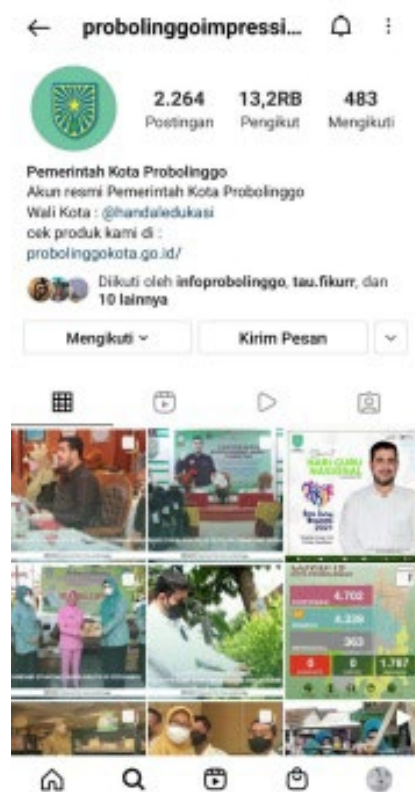 probolinggoimpressi...
2.264 13,2RB 483
Postingan Pengikut Mengikuti
Pemerintah Kota Probolinggo
Akun resmi Pemerintah Kota Probolinggo
Wali Kota : @handaledukasi
cek produk kami di :
probolinggokota.go.id/
Diikuti oleh infoprobolinggo, tau.fikurr, dan
10 lainnya
Mengikuti
Kirim Pesan
HARI GURU
NASIONAL
4.702
4.339
363
0 0 1.787